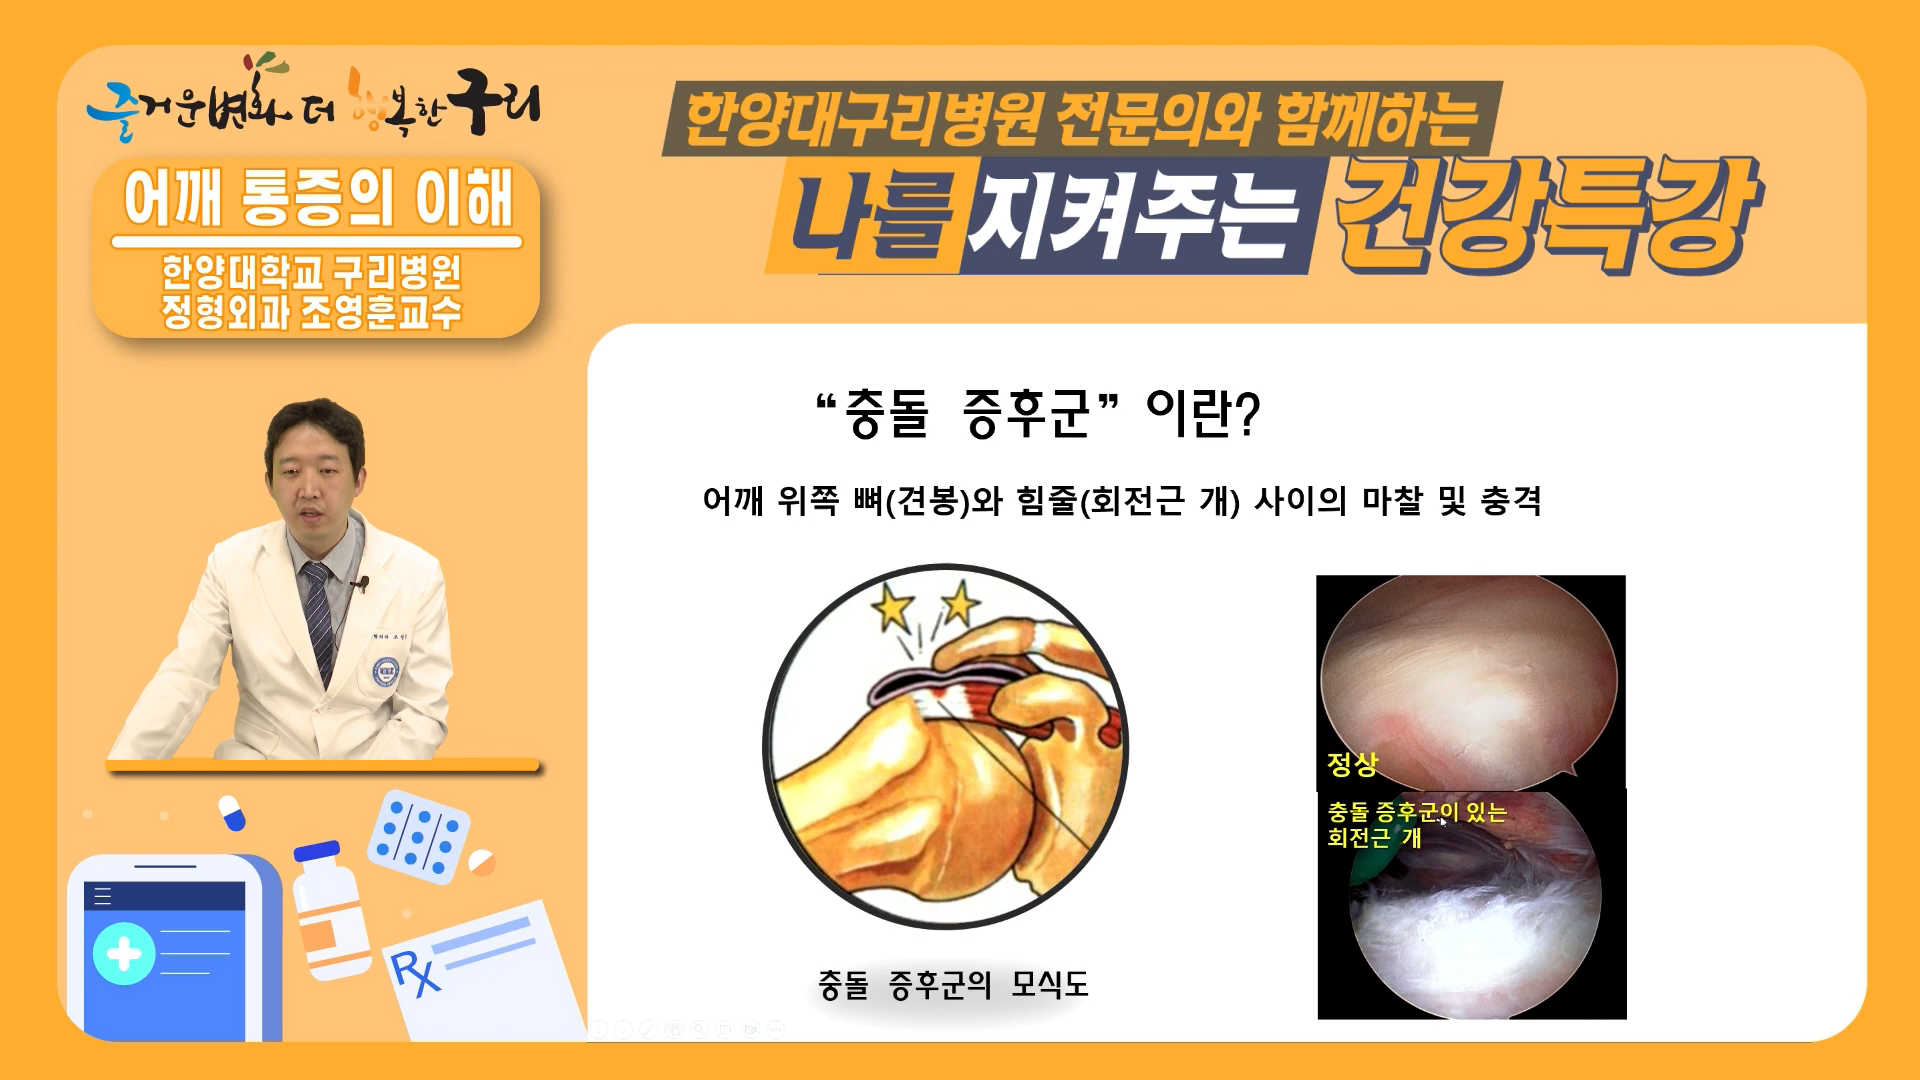 즐거운 변화 더 행복한 구리
어깨 통증의 이해
한양대학교 구리병원
정형외과 조영훈교수
한양대구리병원 전문의와 함께하는
나를 지켜주는 건강특강
“충돌 증후군” 이란?
어깨 위쪽 뼈(견봉)와 힘줄(회전근 개) 사이의 마찰 및 충격
정상
충돌 증후군이 있는
회전근 개
충돌 증후군의 모식도
Rx